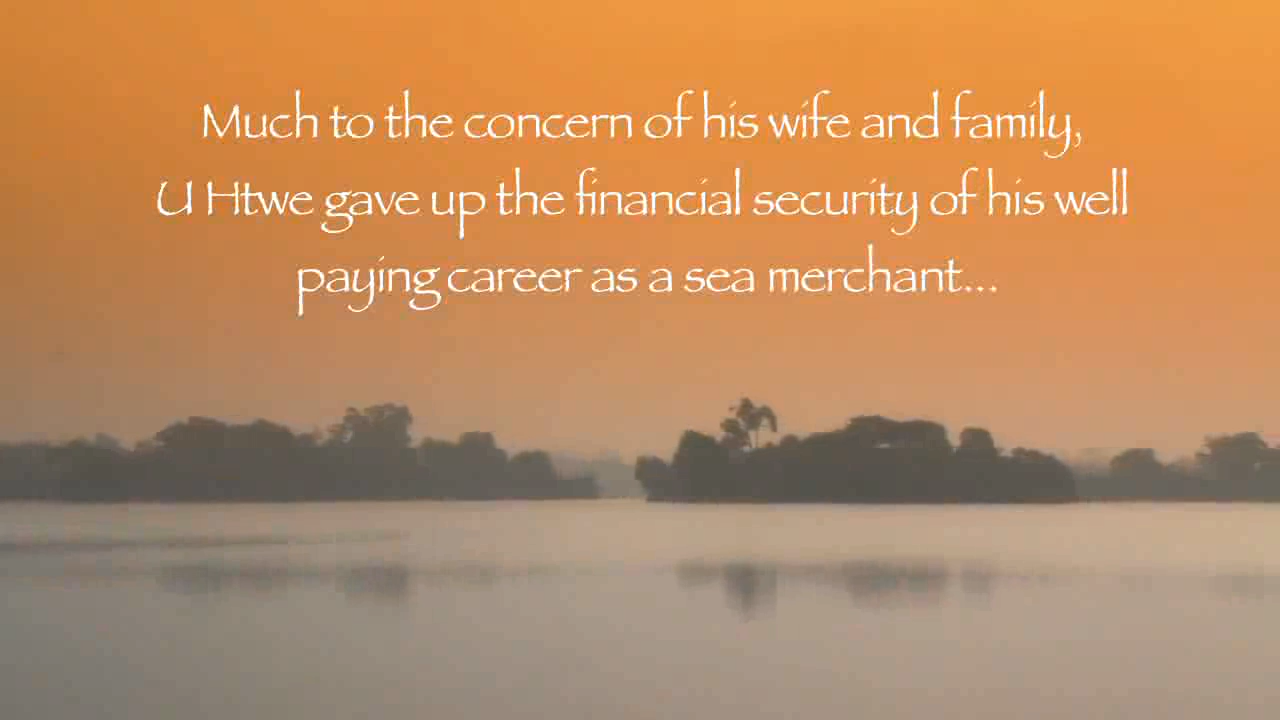 Much to the concern of his wife and family,
U Htwe gave up the financial security of his well
paying career as a sea merchant...